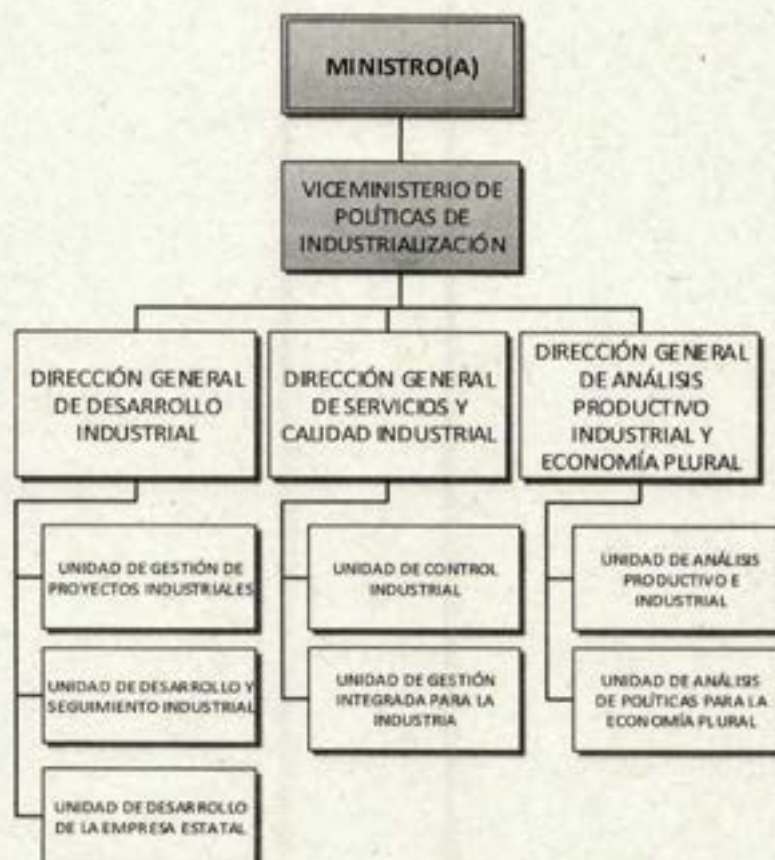 MINISTRO(A)
VICEMINISTERIO DE
POLÍTICAS DE
INDUSTRIALIZACIÓN
DIRECCIÓN GENERAL
DE DESARROLLO
INDUSTRIAL
DIRECCIÓN GENERAL
DE SERVICIOS Y
CALIDAD INDUSTRIAL
DIRECCIÓN GENERAL
DE ANÁLISIS
PRODUCTIVO
INDUSTRIAL Y
ECONOMÍA PLURAL
UNIDAD DE GESTIÓN DE
PROYECTOS INDUSTRIALES
UNIDAD DE DESARROLLO Y
SEGUIMIENTO INDUSTRIAL
UNIDAD DE DESARROLLO
DE LA EMPRESA ESTATAL
UNIDAD DE CONTROL
INDUSTRIAL
UNIDAD DE GESTIÓN
INTEGRADA PARA LA
INDUSTRIA
UNIDAD DE ANÁLISIS
PRODUCTIVO E
INDUSTRIAL
UNIDAD DE ANÁLISIS
DE POLÍTICAS PARA LA
ECONOMÍA PLURAL